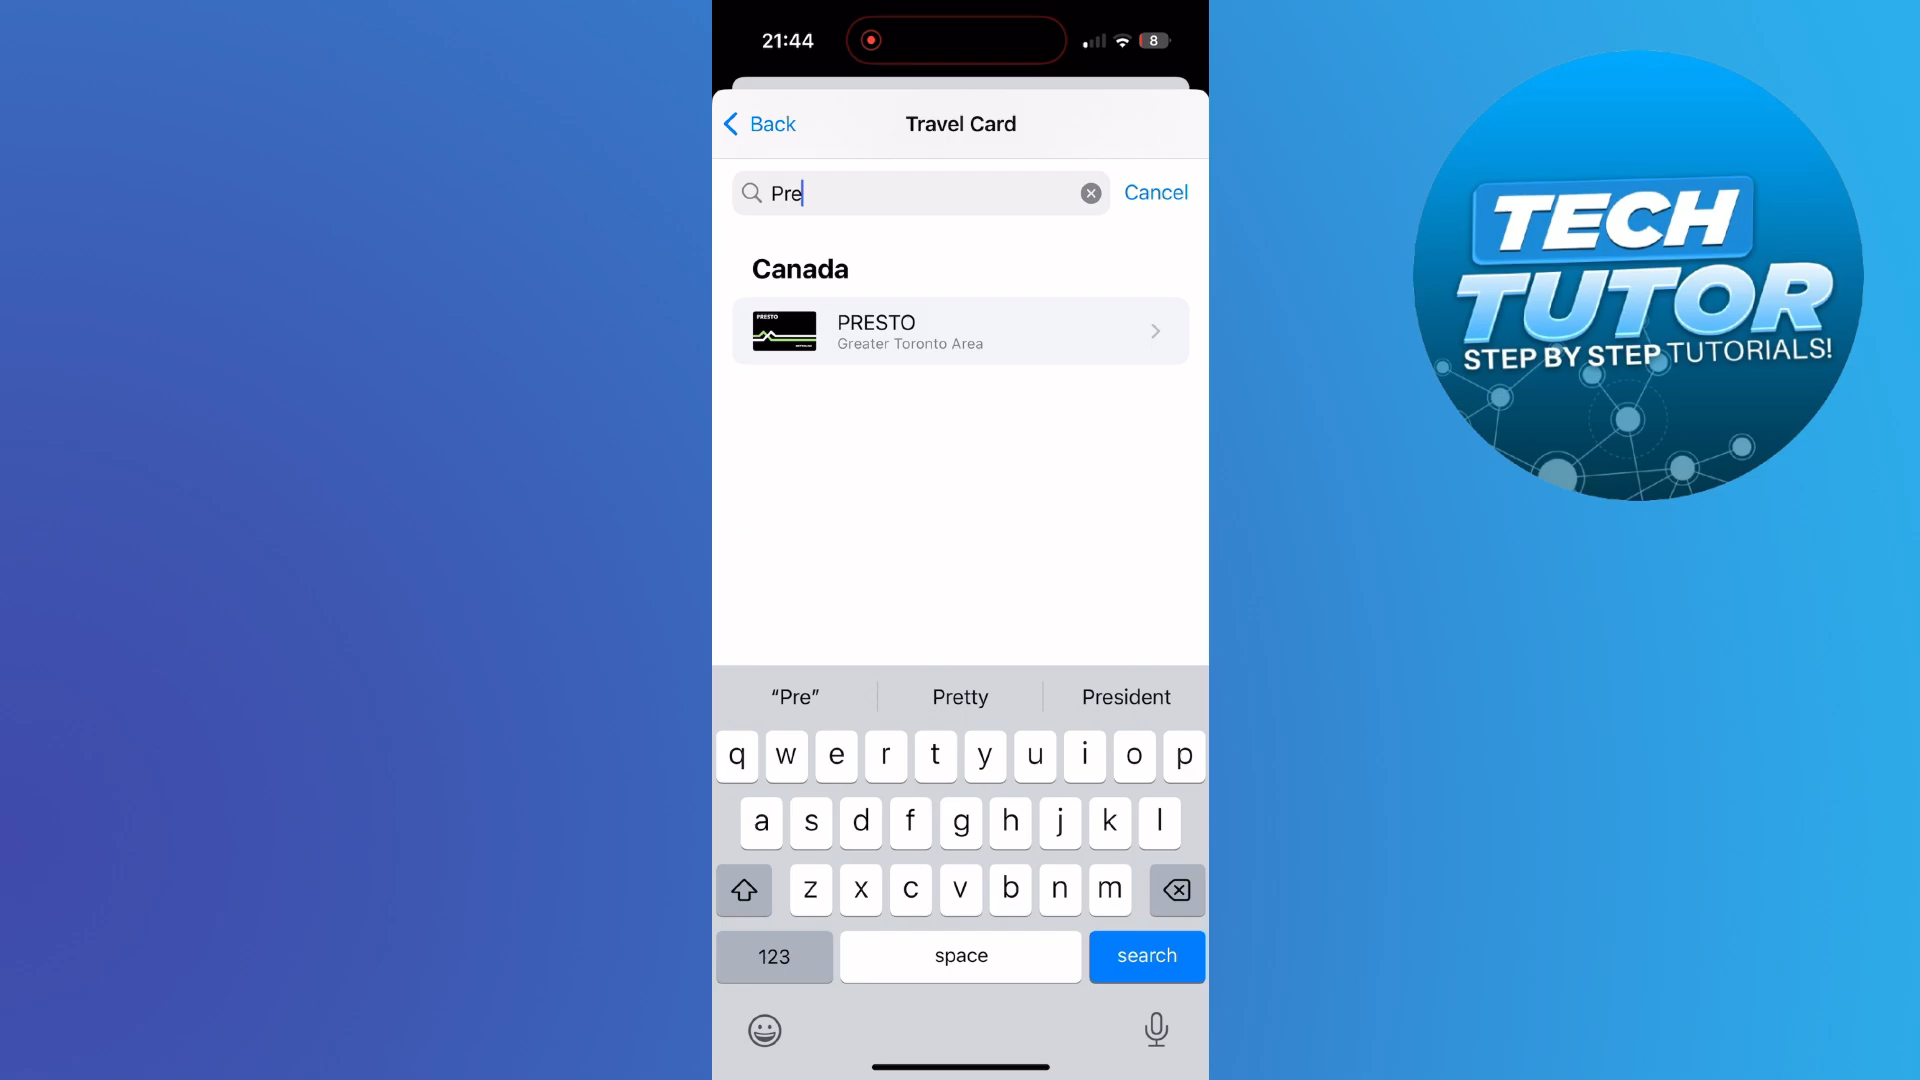 21:44
8
Back
Travel Card
Pre
Cancel
Canada
PRESTO
PRESTO
Greater Toronto Area
“Pre”
Pretty
President
q w e r t y u i o p
a s d f g h j k l
z x c v b n m
123
space
search
TECH
TUTOR
STEP BY STEP TUTORIALS!